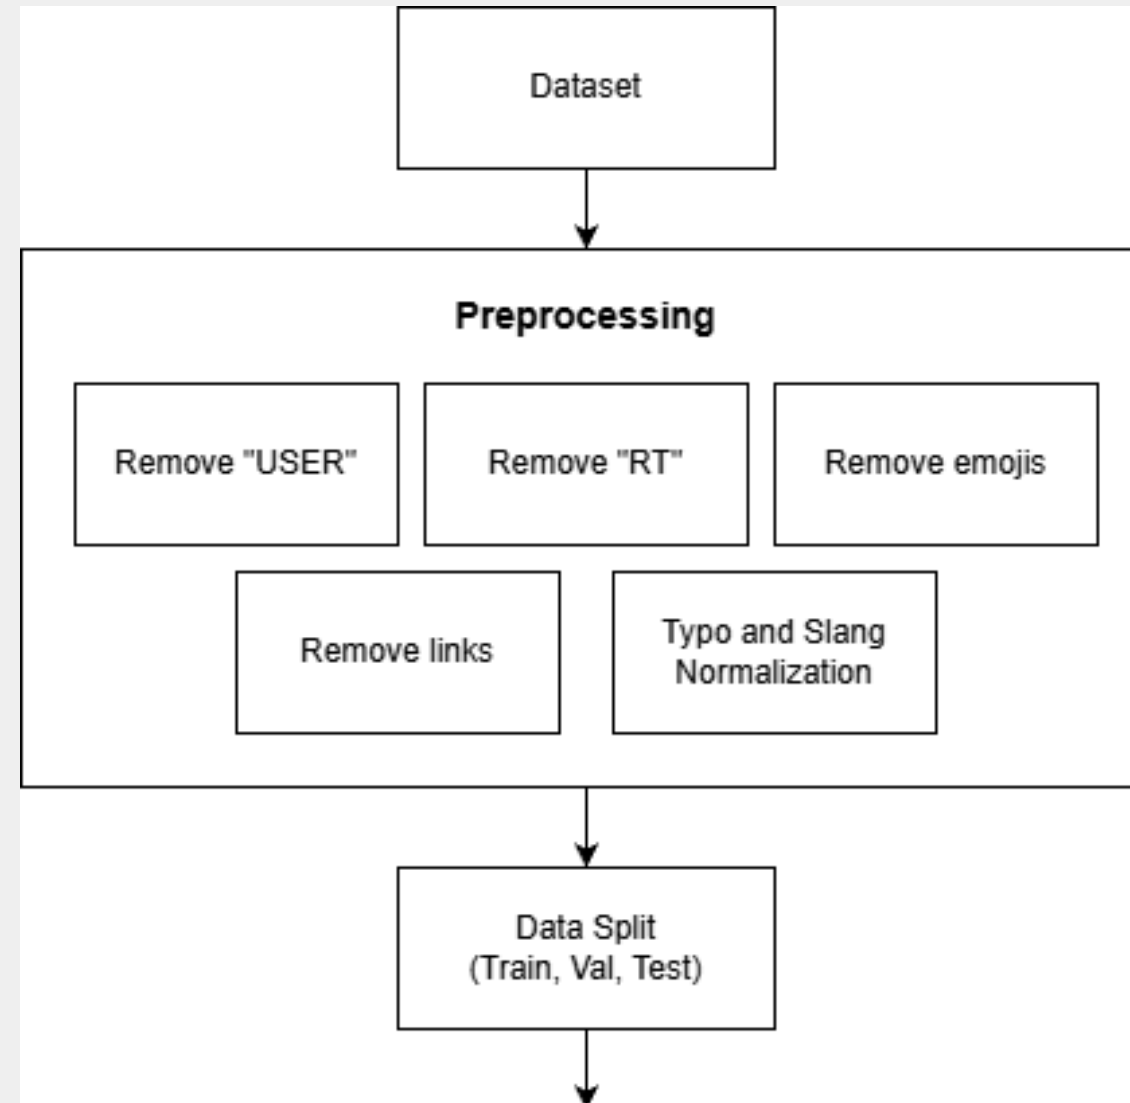 Dataset
Preprocessing
Remove "USER"
Remove "RT"
Remove emojis
Remove links
Typo and Slang
Normalization
Data Split
(Train, Val, Test)